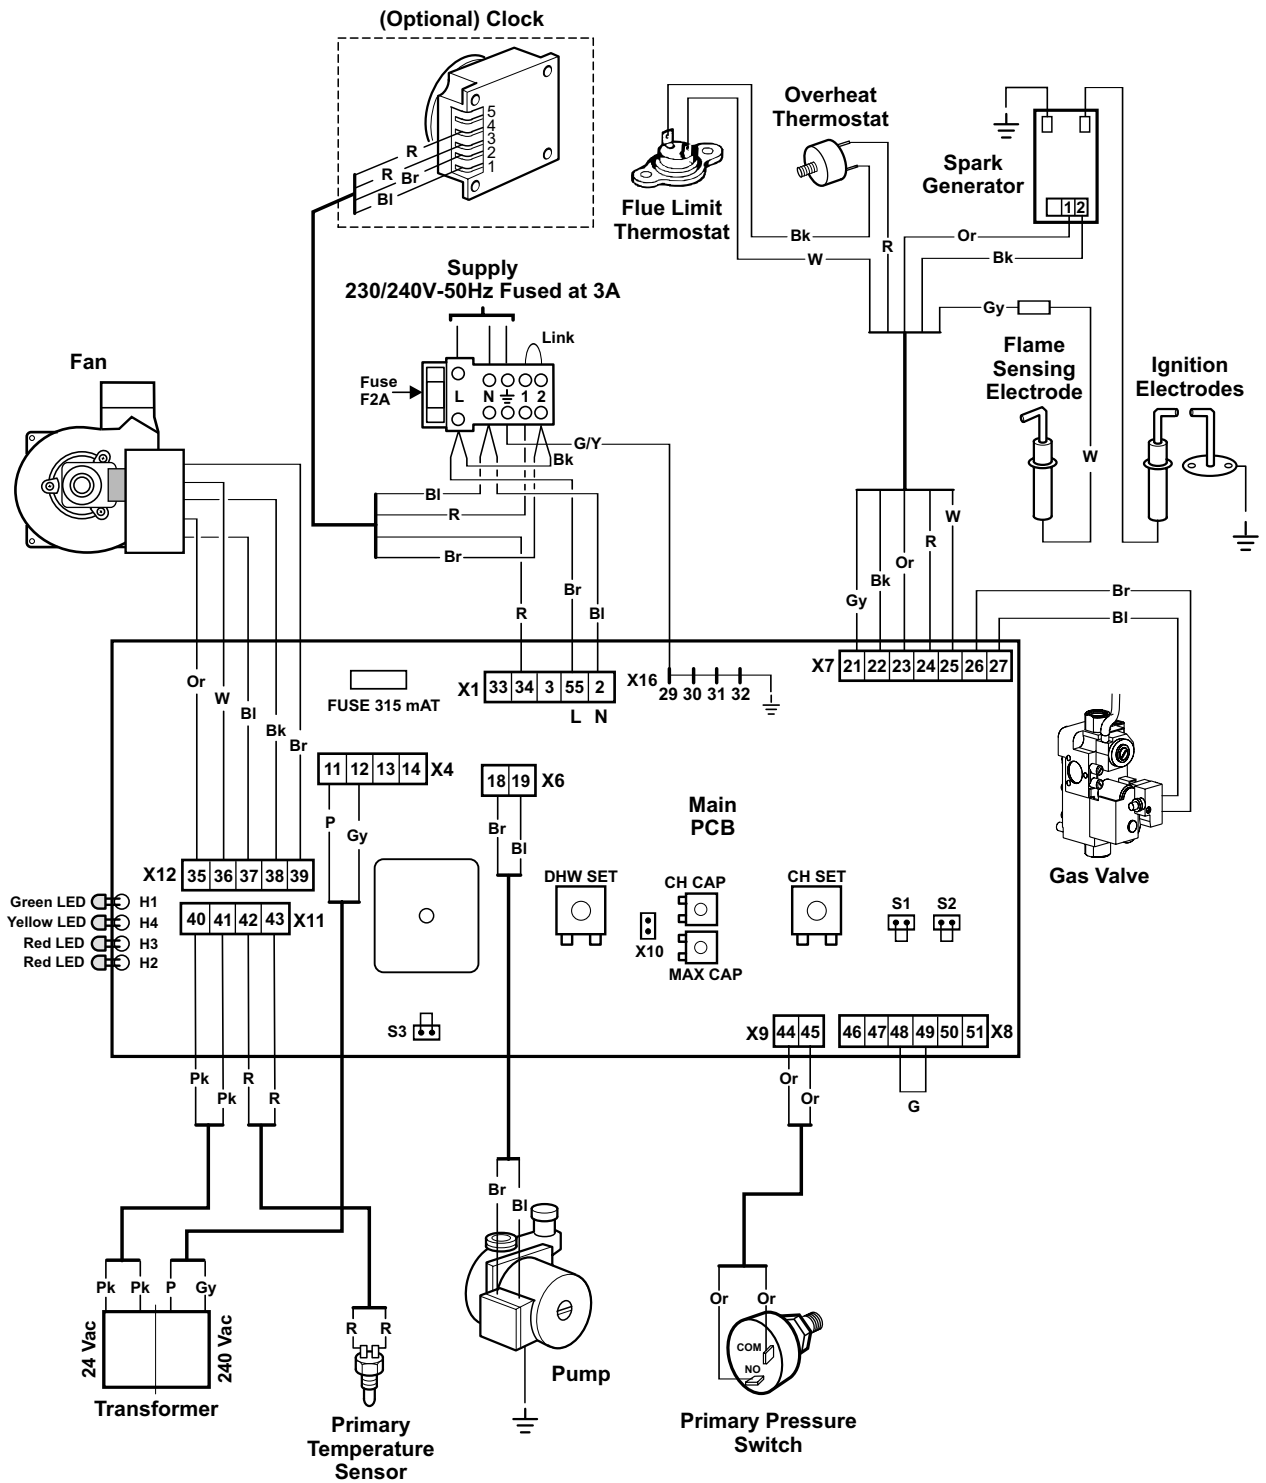 (Optional) Clock
5
4
3
2
1
R
R Br
Bl
Overheat
Thermostat
Spark
Generator
1 2
Flue Limit
Thermostat
Bk
W
R
Or
Bk
Gy
Supply
230/240V-50Hz Fused at 3A
Link
Fuse
F2A
L N 1 2
G/Y
Bk
Bl
R
Br
Fan
Flame
Sensing
Electrode
Ignition
Electrodes
W
W
R
Or
Bk
Gy
Br
Bl
R
Br
Bl
Or
W
Bl
Bk
Br
FUSE 315 mAT
X1 33 34 3 55 2
L N
X16
29 30 31 32
X7 21 22 23 24 25 26 27
11 12 13 14 X4
18 19 X6
P
Gy
Br
Bl
Main
PCB
Gas Valve
X12 35 36 37 38 39
40 41 42 43 X11
Green LED H1
Yellow LED H4
Red LED H3
Red LED H2
DHW SET
CH CAP
CH SET
X10
MAX CAP
S1
S2
S3
X9 44 45
46 47 48 49 50 51 X8
Pk
Pk
R
R
Or
Or
G
Br
Bl
Pk Pk P Gy
24 Vac
240 Vac
Transformer
R R
Primary
Temperature
Sensor
Pump
Or Or
COM
NO
Primary Pressure
Switch